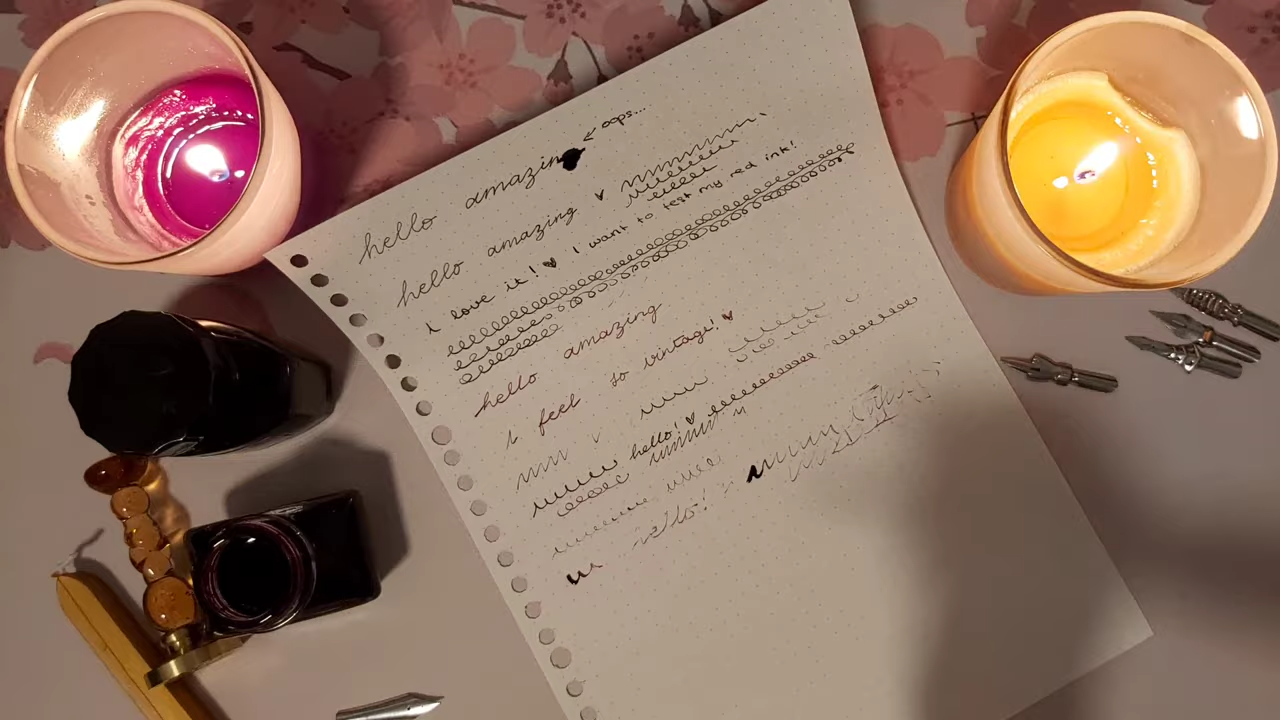 oops...
hello amazing
hello amazing ♥
i love it! ♥ I want to test my red ink!
hello amazing
i feel so vintage! ♥
hello! ♥
hello!